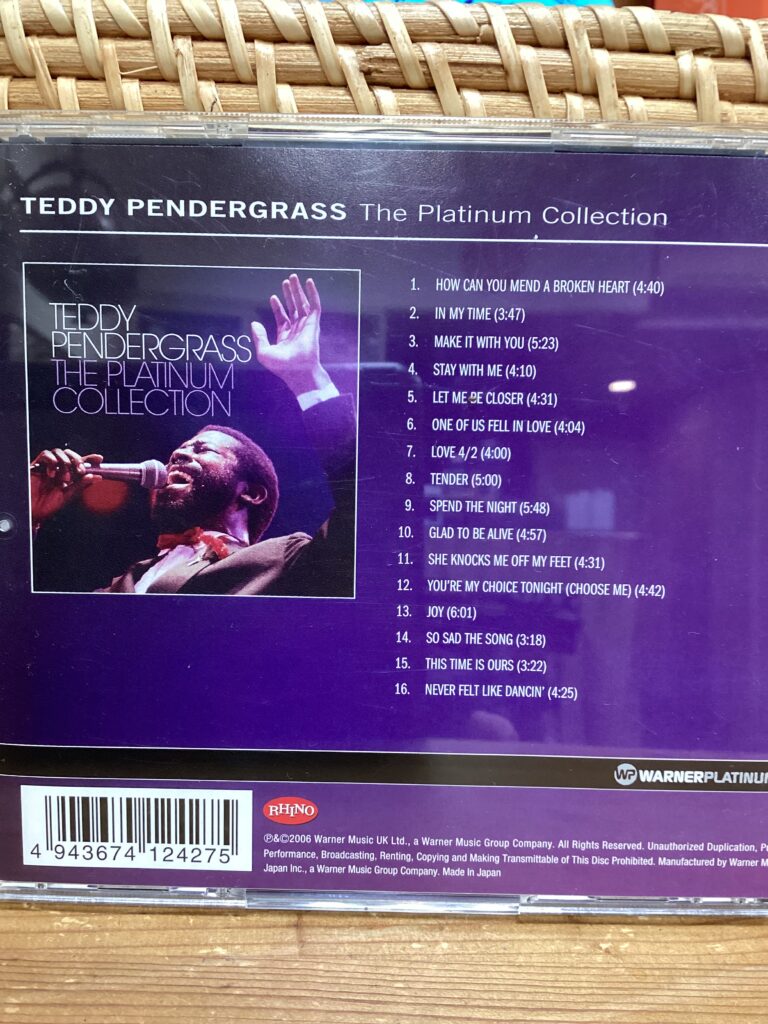 TEDDY PENDERGRASS The Platinum Collection
TEDDY
PENDERGRASS
THE PLATINUM
COLLECTION
1. HOW CAN YOU MEND A BROKEN HEART (4:40)
2. IN MY TIME (3:47)
3. MAKE IT WITH YOU (5:23)
4. STAY WITH ME (4:10)
5. LET ME BE CLOSER (4:31)
6. ONE OF US FELL IN LOVE (4:04)
7. LOVE 4/2 (4:00)
8. TENDER (5:00)
9. SPEND THE NIGHT (5:48)
10. GLAD TO BE ALIVE (4:57)
11. SHE KNOCKS ME OFF MY FEET (4:31)
12. YOU'RE MY CHOICE TONIGHT (CHOOSE ME) (4:42)
13. JOY (6:01)
14. SO SAD THE SONG (3:18)
15. THIS TIME IS OURS (3:22)
16. NEVER FELT LIKE DANCIN' (4:25)
WP WARNERPLATINUM
4 943674 124275
RHINO
℗&©2006 Warner Music UK Ltd., a Warner Music Group Company. All Rights Reserved. Unauthorized Duplication,
Performance, Broadcasting, Renting, Copying and Making Transmittable of This Disc Prohibited. Manufactured by Warner
Japan Inc., a Warner Music Group Company. Made In Japan